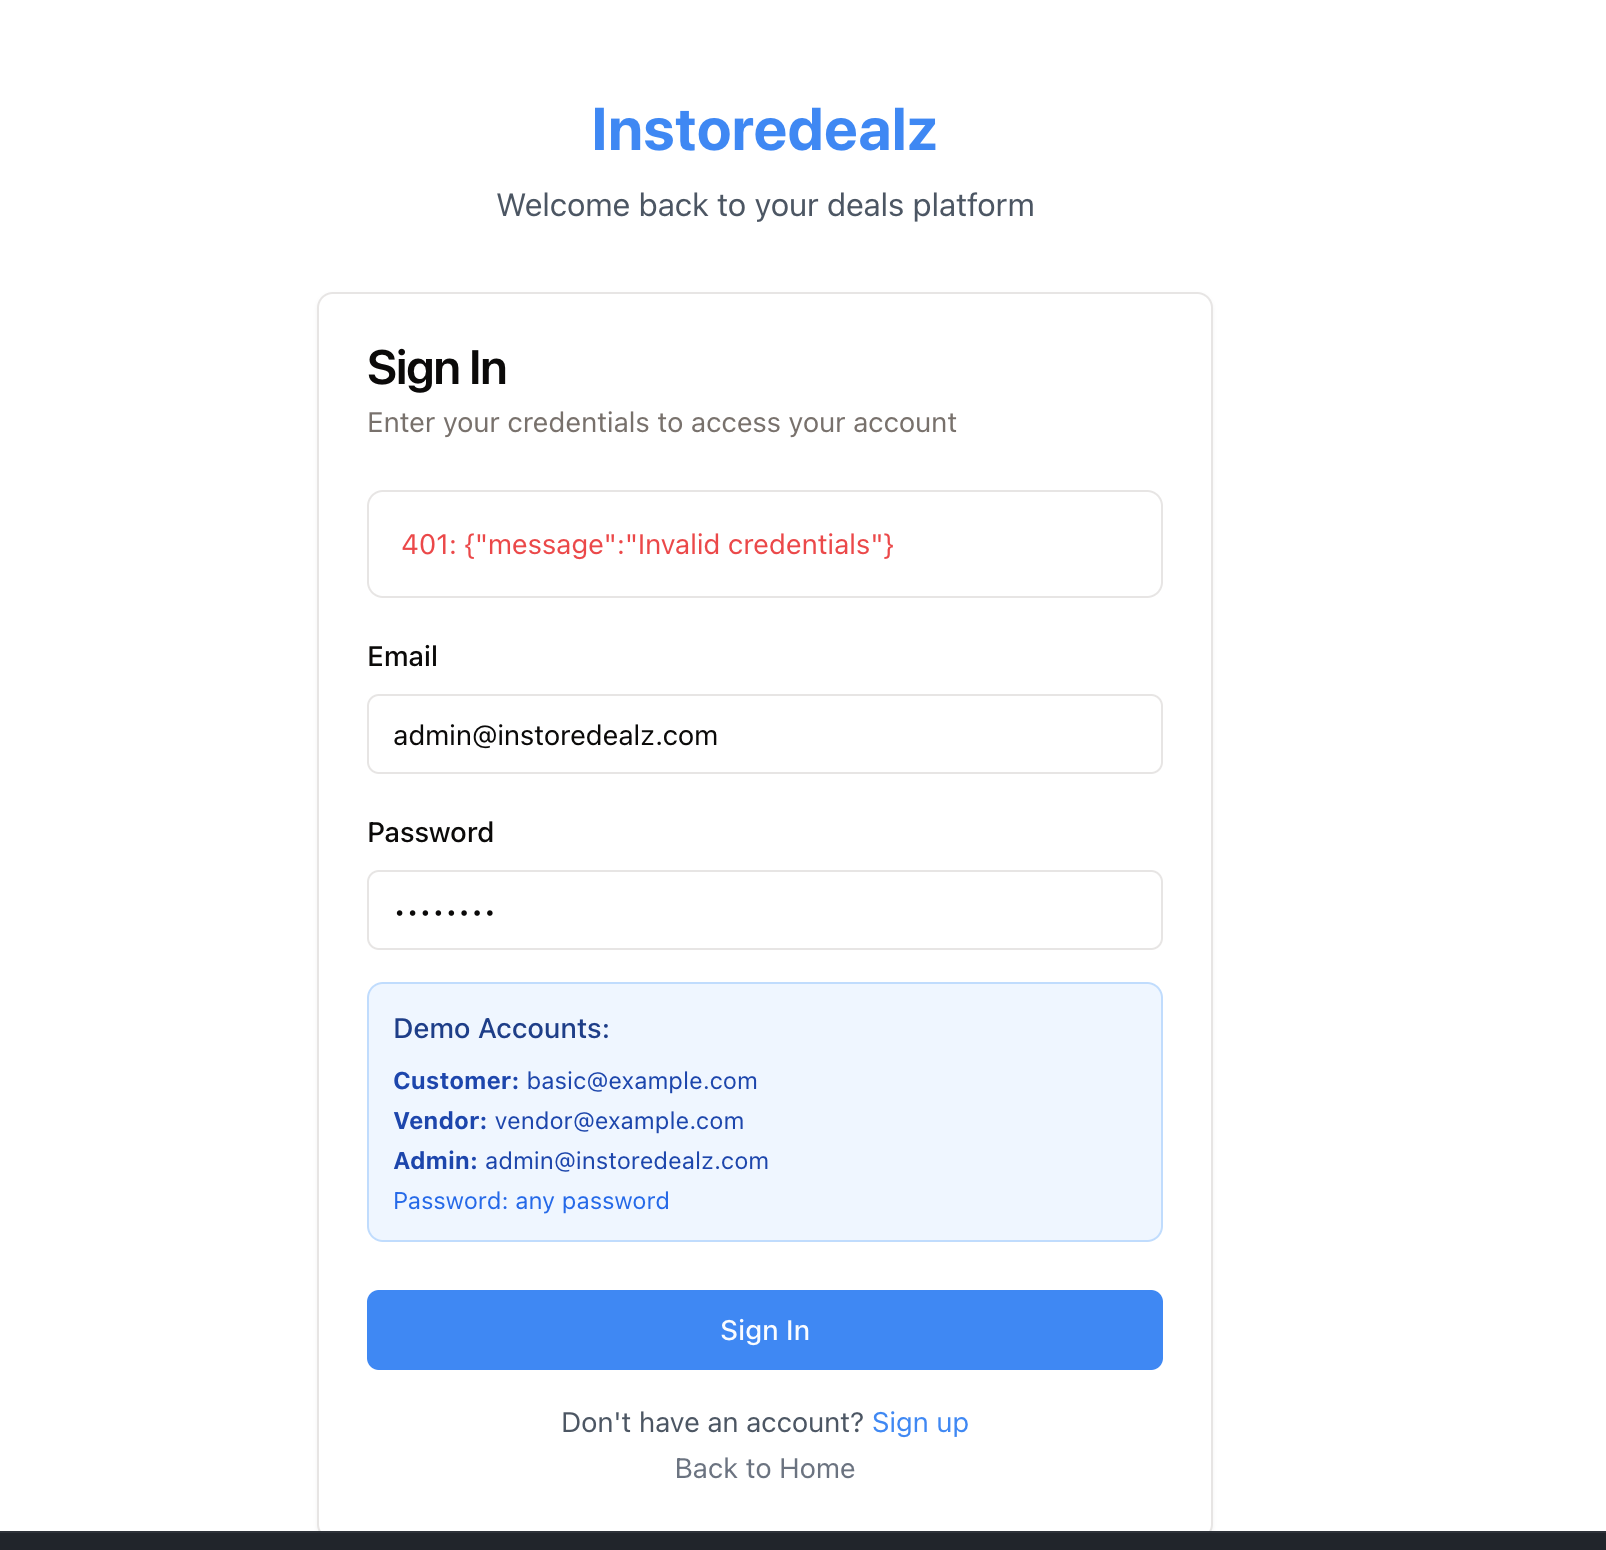 Instoredealz
Welcome back to your deals platform
Sign In
Enter your credentials to access your account
401: {"message":"Invalid credentials"}
Email
admin@instoredealz.com
Password
••••••••
Demo Accounts:
Customer: basic@example.com
Vendor: vendor@example.com
Admin: admin@instoredealz.com
Password: any password
Sign In
Don't have an account? Sign up
Back to Home